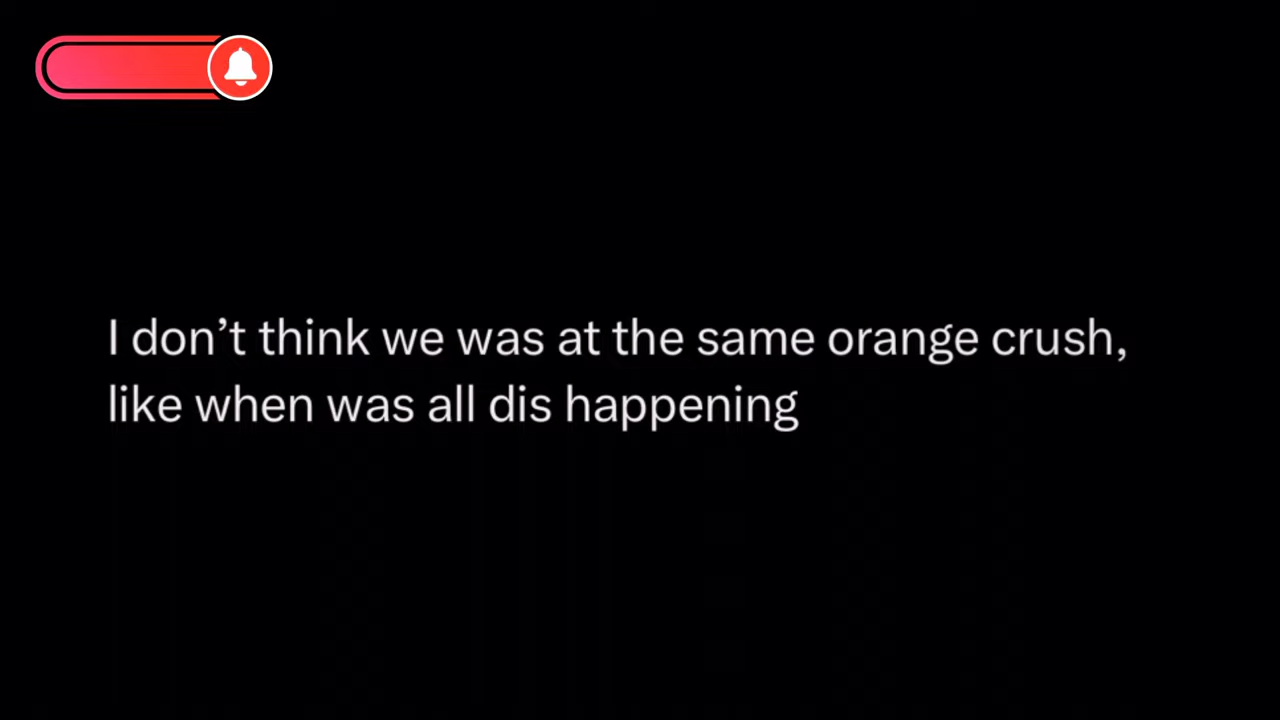 I don’t think we was at the same orange crush,
like when was all dis happening